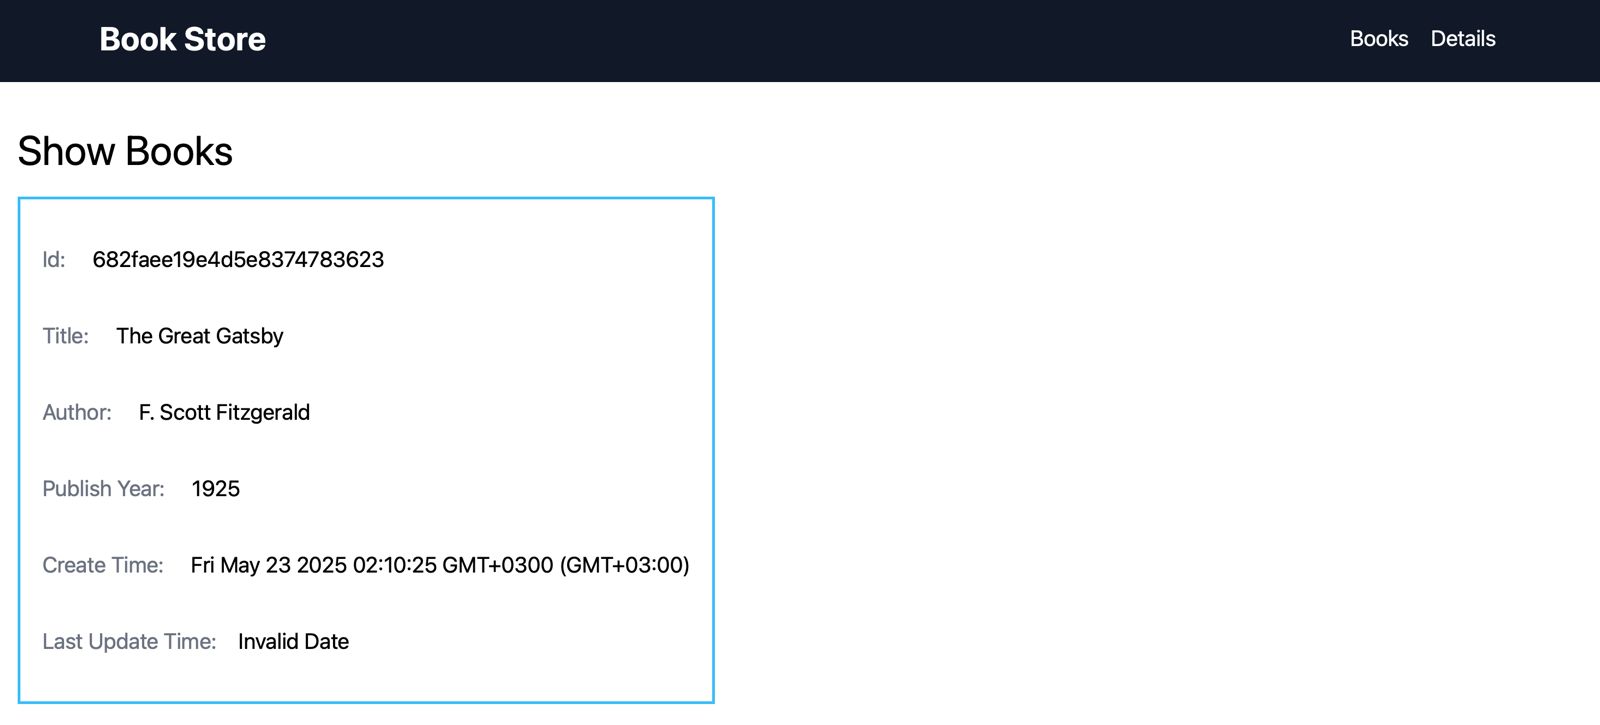 Book Store
Books Details
Show Books
Id: 682faee19e4d5e8374783623
Title: The Great Gatsby
Author: F. Scott Fitzgerald
Publish Year: 1925
Create Time: Fri May 23 2025 02:10:25 GMT+0300 (GMT+03:00)
Last Update Time: Invalid Date